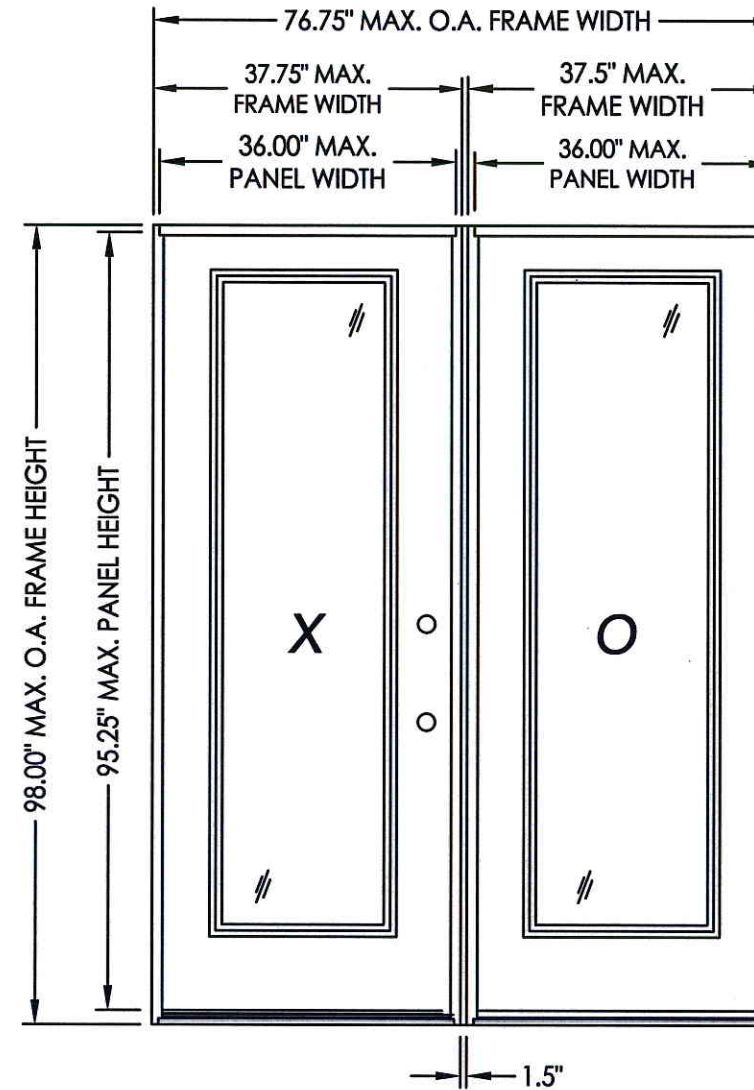 76.75" MAX. O.A. FRAME WIDTH
37.75" MAX.
FRAME WIDTH
37.5" MAX.
FRAME WIDTH
36.00" MAX.
PANEL WIDTH
36.00" MAX.
PANEL WIDTH
98.00" MAX. O.A. FRAME HEIGHT
95.25" MAX. PANEL HEIGHT
X
O
1.5"